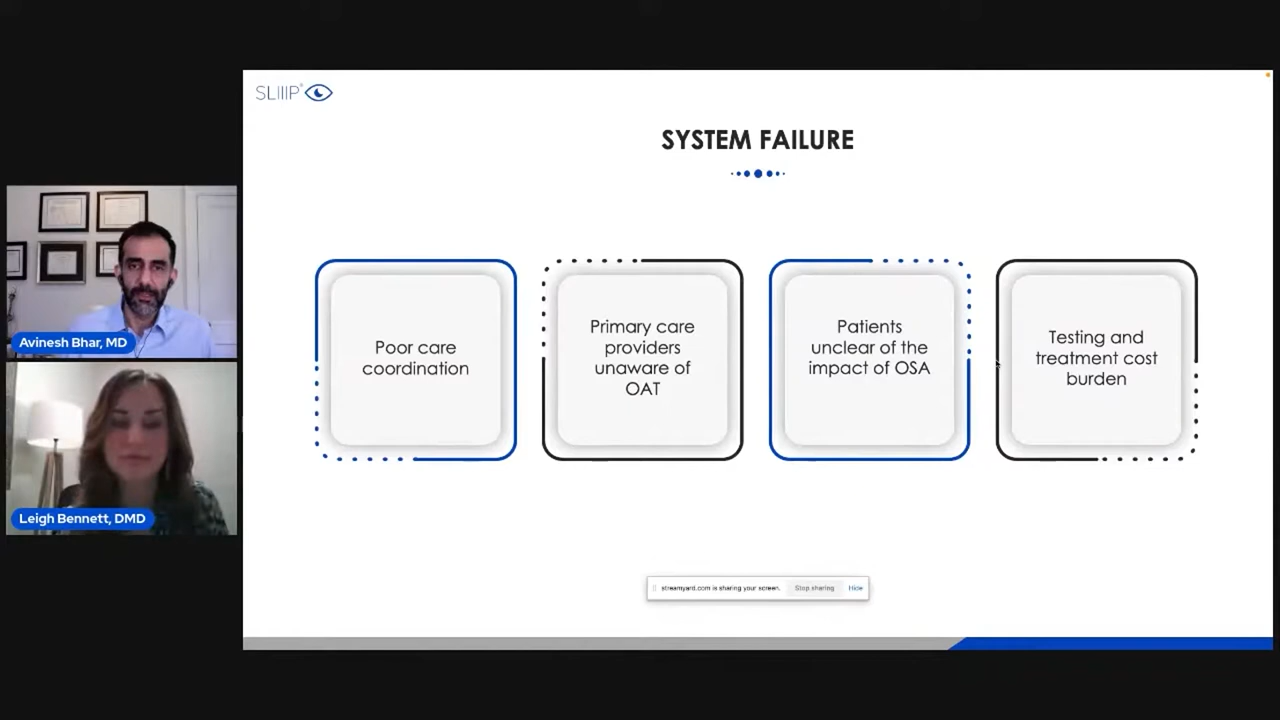 SLIIIP®
SYSTEM FAILURE
Poor care
coordination
Primary care
providers
unaware of
OAT
Patients
unclear of the
impact of OSA
Testing and
treatment cost
burden
Avinesh Bhar, MD
Leigh Bennett, DMD
streamyard.com is sharing your screen.
Stop sharing
Hide